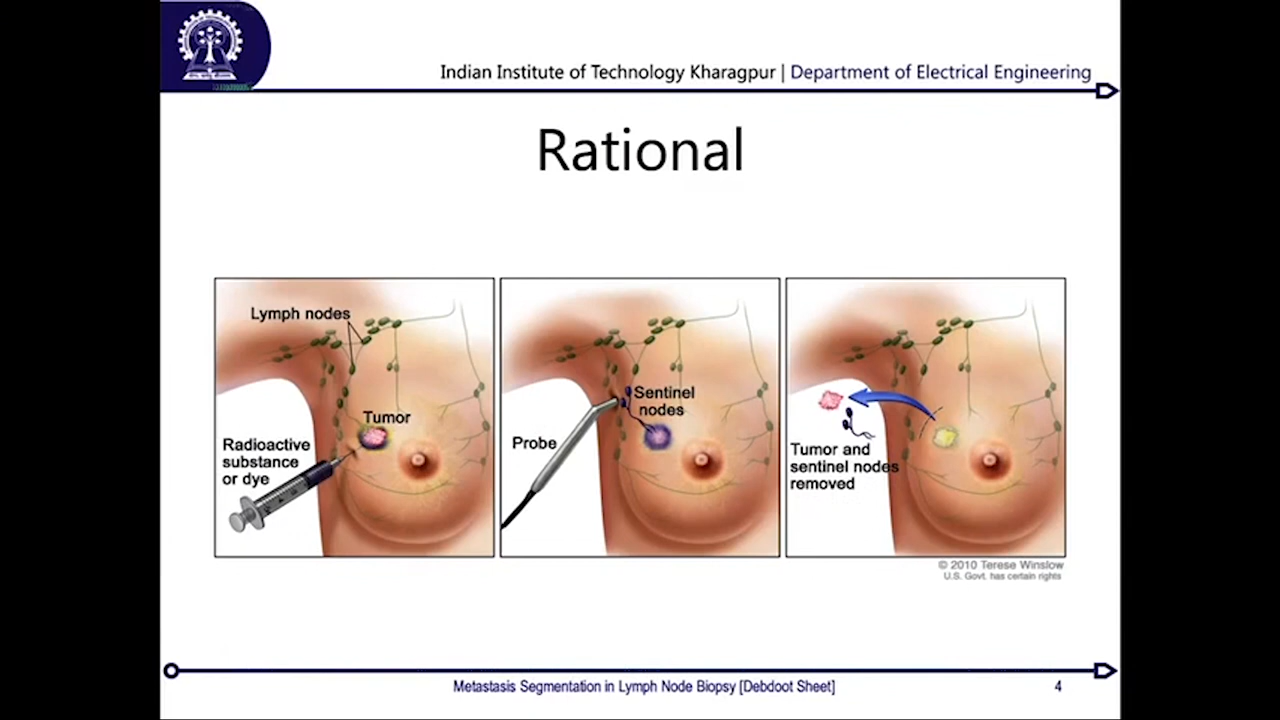 Indian Institute of Technology Kharagpur | Department of Electrical Engineering
Rational
Lymph nodes
Tumor
Radioactive
substance
or dye
Sentinel
nodes
Probe
Tumor and
sentinel nodes
removed
© 2010 Terese Winslow
U.S. Govt. has certain rights
Metastasis Segmentation in Lymph Node Biopsy [Debdoot Sheet]
4